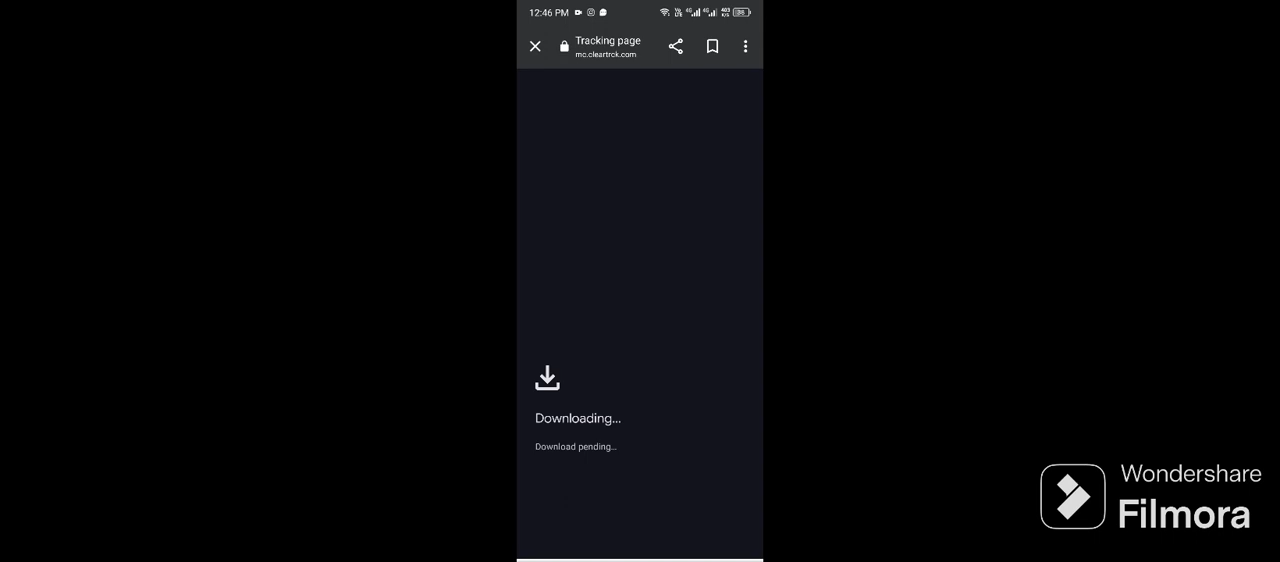 12:46 PM
Tracking page
mc.cleartrck.com
Downloading...
Download pending...
Wondershare
Filmora